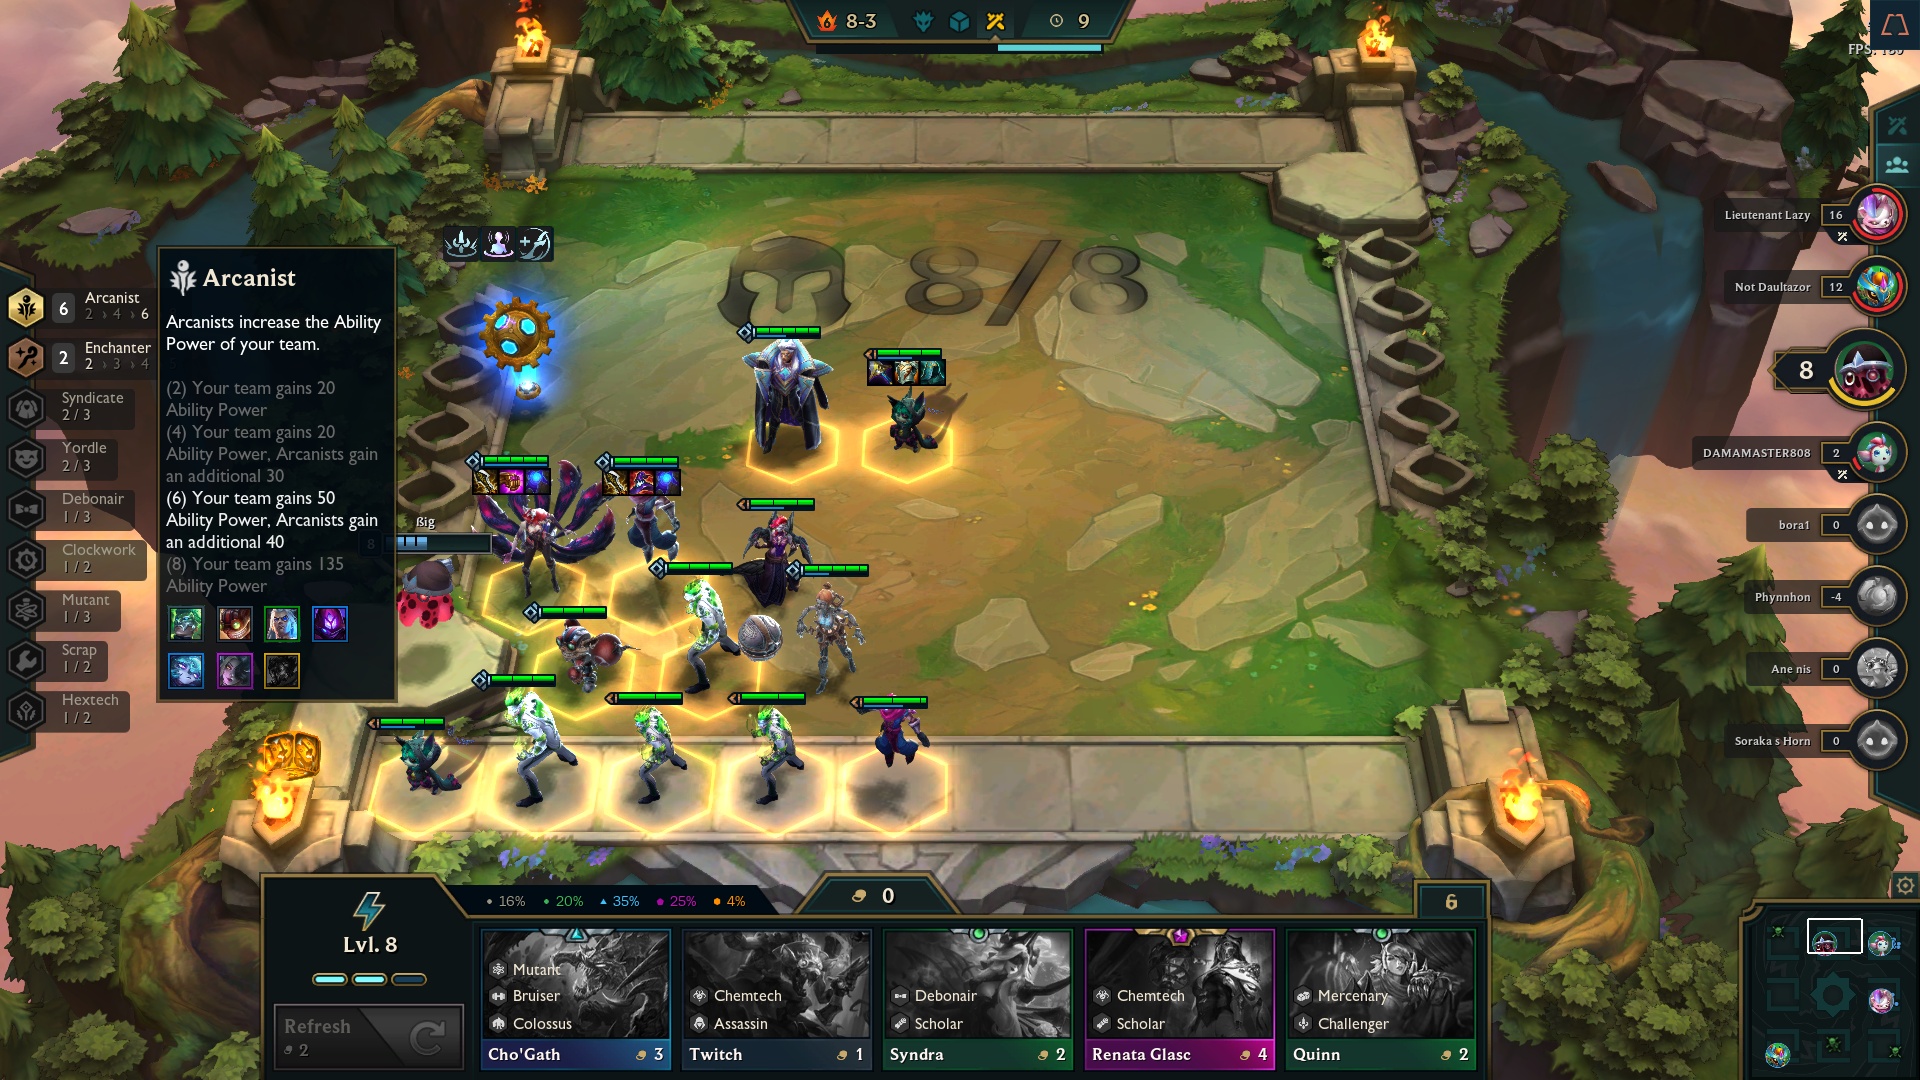 8-3
9
FPS:
8/8
Arcanist
Arcanists increase the Ability
Power of your team.
(2) Your team gains 20
Ability Power
(4) Your team gains 20
Ability Power, Arcanists gain
an additional 30
(6) Your team gains 50
Ability Power, Arcanists gain
an additional 40
(8) Your team gains 135
Ability Power
6
Arcanist
2 › 4 › 6
2
Enchanter
2 › 3 › 4
Syndicate
2 / 3
Yordle
2 / 3
Debonair
1 / 3
Clockwork
1 / 2
Mutant
1 / 3
Scrap
1 / 2
Hextech
1 / 2
8
Lieutenant Lazy 16
Not Daultazor 12
8
DAMAMASTER808 2
bora1 0
Phynnhon -4
Ane nis 0
Soraka s Horn 0
16% 20% 35% 25% 4%
0
6
Lvl. 8
Refresh
2
Mutant
Bruiser
Colossus
Cho'Gath 3
Chemtech
Assassin
Twitch 1
Debonair
Scholar
Syndra 2
Chemtech
Scholar
Renata Glasc 4
Mercenary
Challenger
Quinn 2